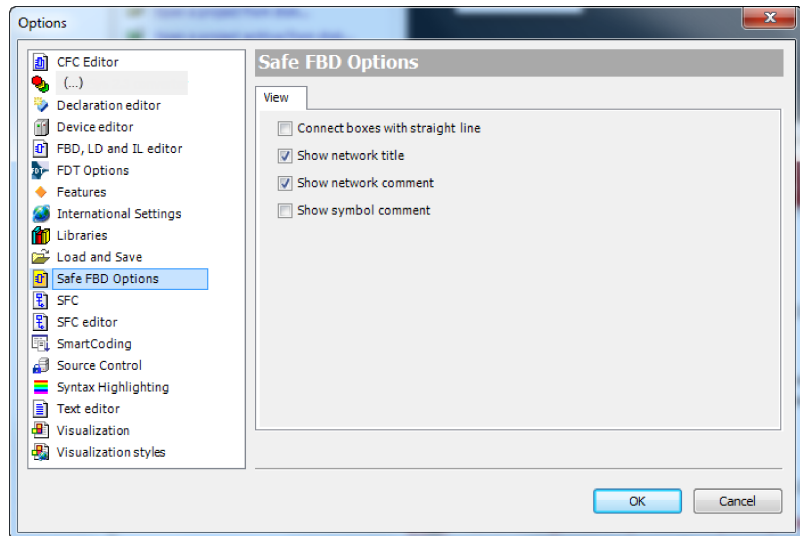 Options
CFC Editor
(...)
Declaration editor
Device editor
FBD, LD and IL editor
FDT Options
Features
International Settings
Libraries
Load and Save
Safe FBD Options
SFC
SFC editor
SmartCoding
Source Control
Syntax Highlighting
Text editor
Visualization
Visualization styles
Safe FBD Options
View
Connect boxes with straight line
Show network title
Show network comment
Show symbol comment
OK
Cancel